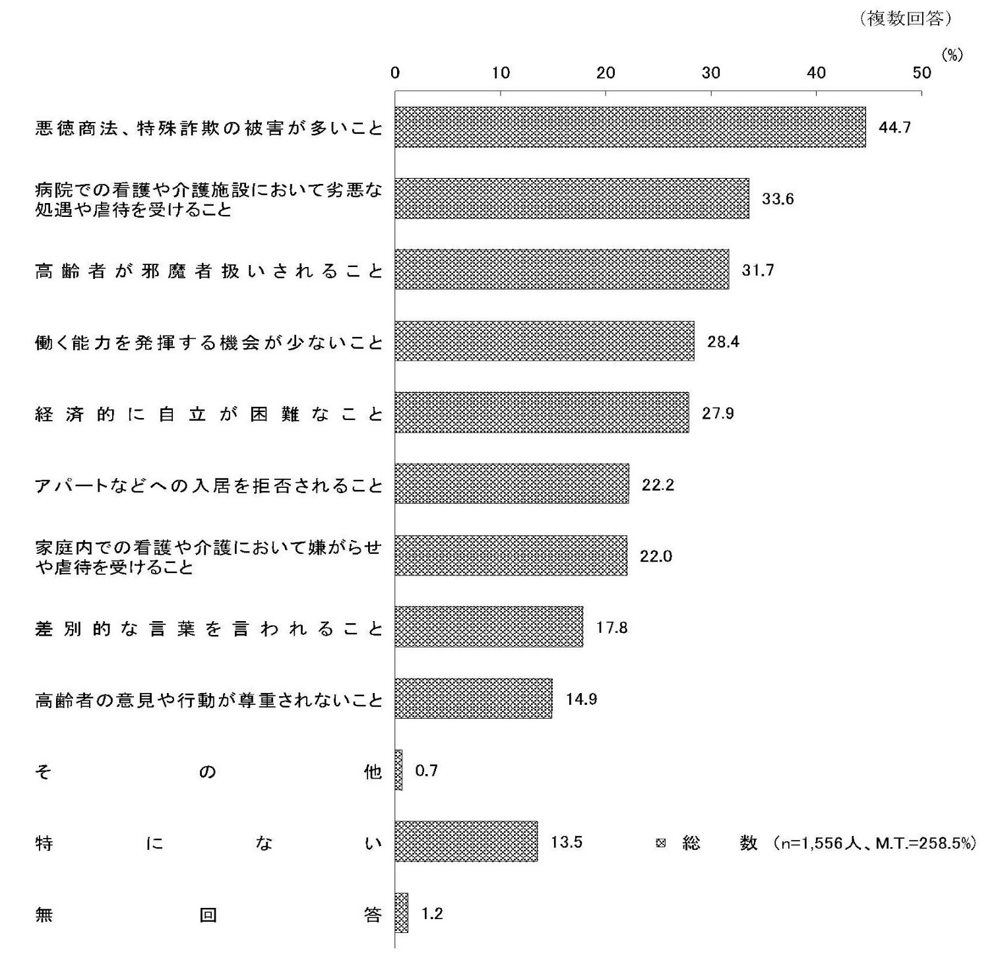 （複数回答）
(%)
0 10 20 30 40 50
悪徳商法、特殊詐欺の被害が多いこと 44.7
病院での看護や介護施設において劣悪な
処遇や虐待を受けること 33.6
高齢者が邪魔者扱いされること 31.7
働く能力を発揮する機会が少ないこと 28.4
経済的に自立が困難なこと 27.9
アパートなどへの入居を拒否されること 22.2
家庭内での看護や介護において嫌がらせ
や虐待を受けること 22.0
差別的な言葉を言われること 17.8
高齢者の意見や行動が尊重されないこと 14.9
その他 0.7
特にない 13.5
総数（n=1,556人、M.T.=258.5%）
無回答 1.2